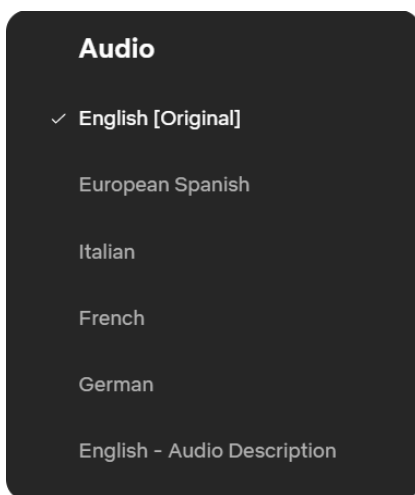 Audio
English [Original]
European Spanish
Italian
French
German
English - Audio Description